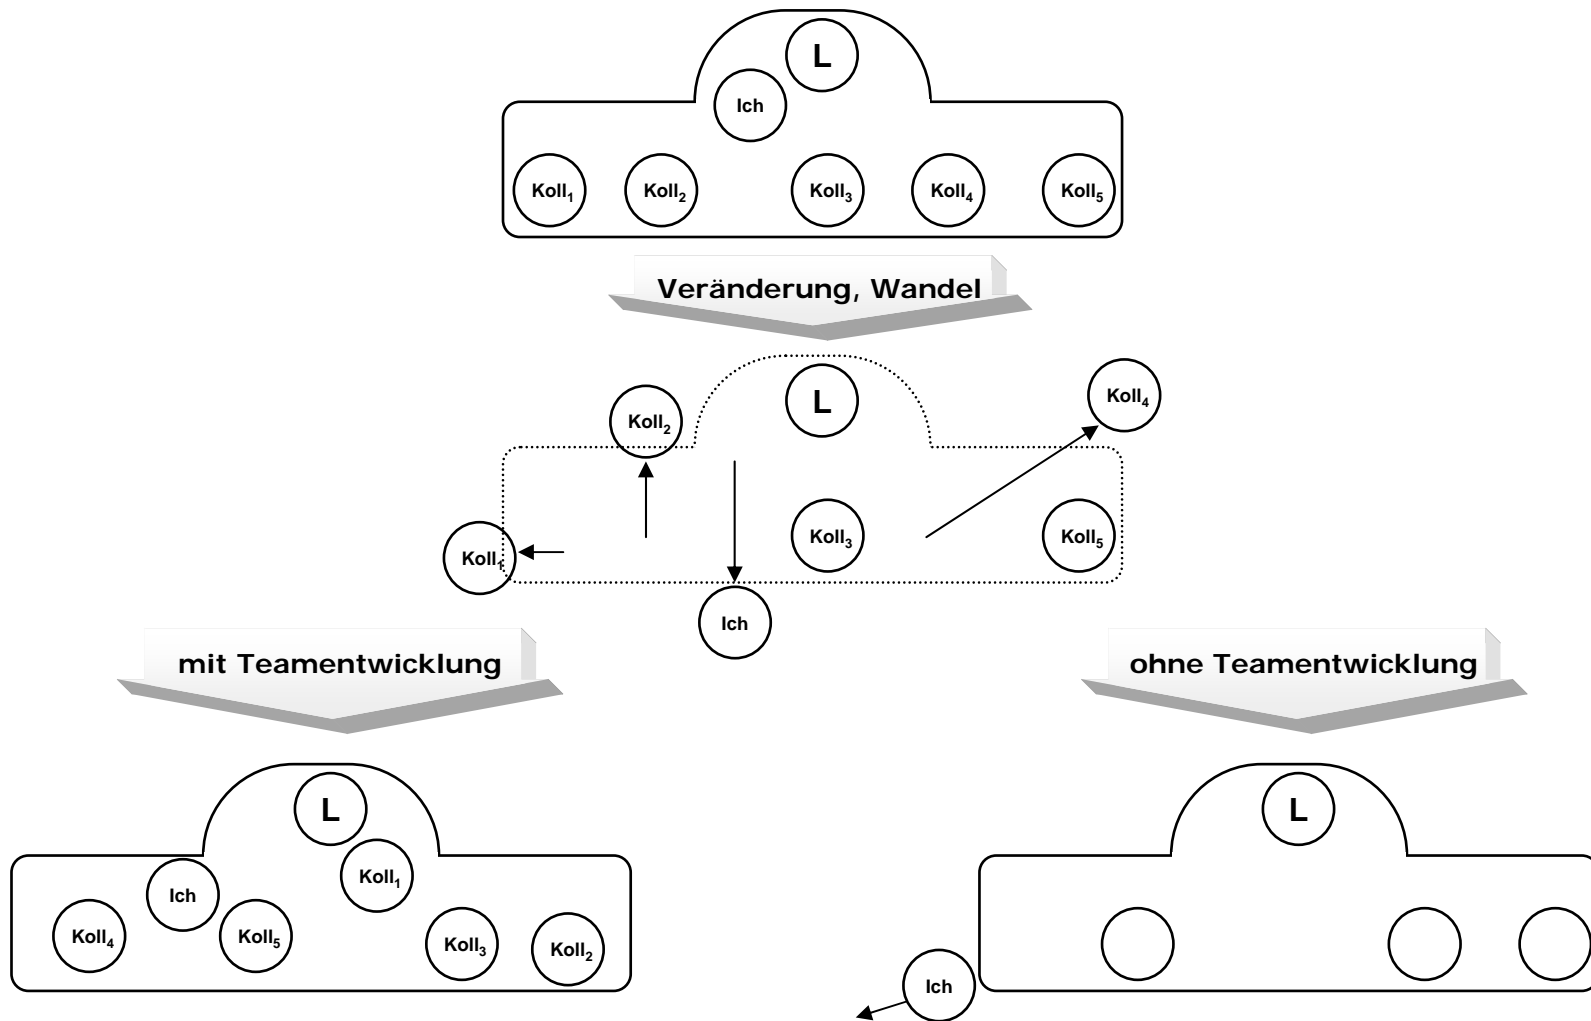 L
Ich
Koll₁ Koll₂ Koll₃ Koll₄ Koll₅
Veränderung, Wandel
L
Koll₄
Koll₂
Koll₃
Koll₅
Koll₁
Ich
mit Teamentwicklung
L
Koll₁
Ich
Koll₄
Koll₅
Koll₃
Koll₂
ohne Teamentwicklung
L
Ich